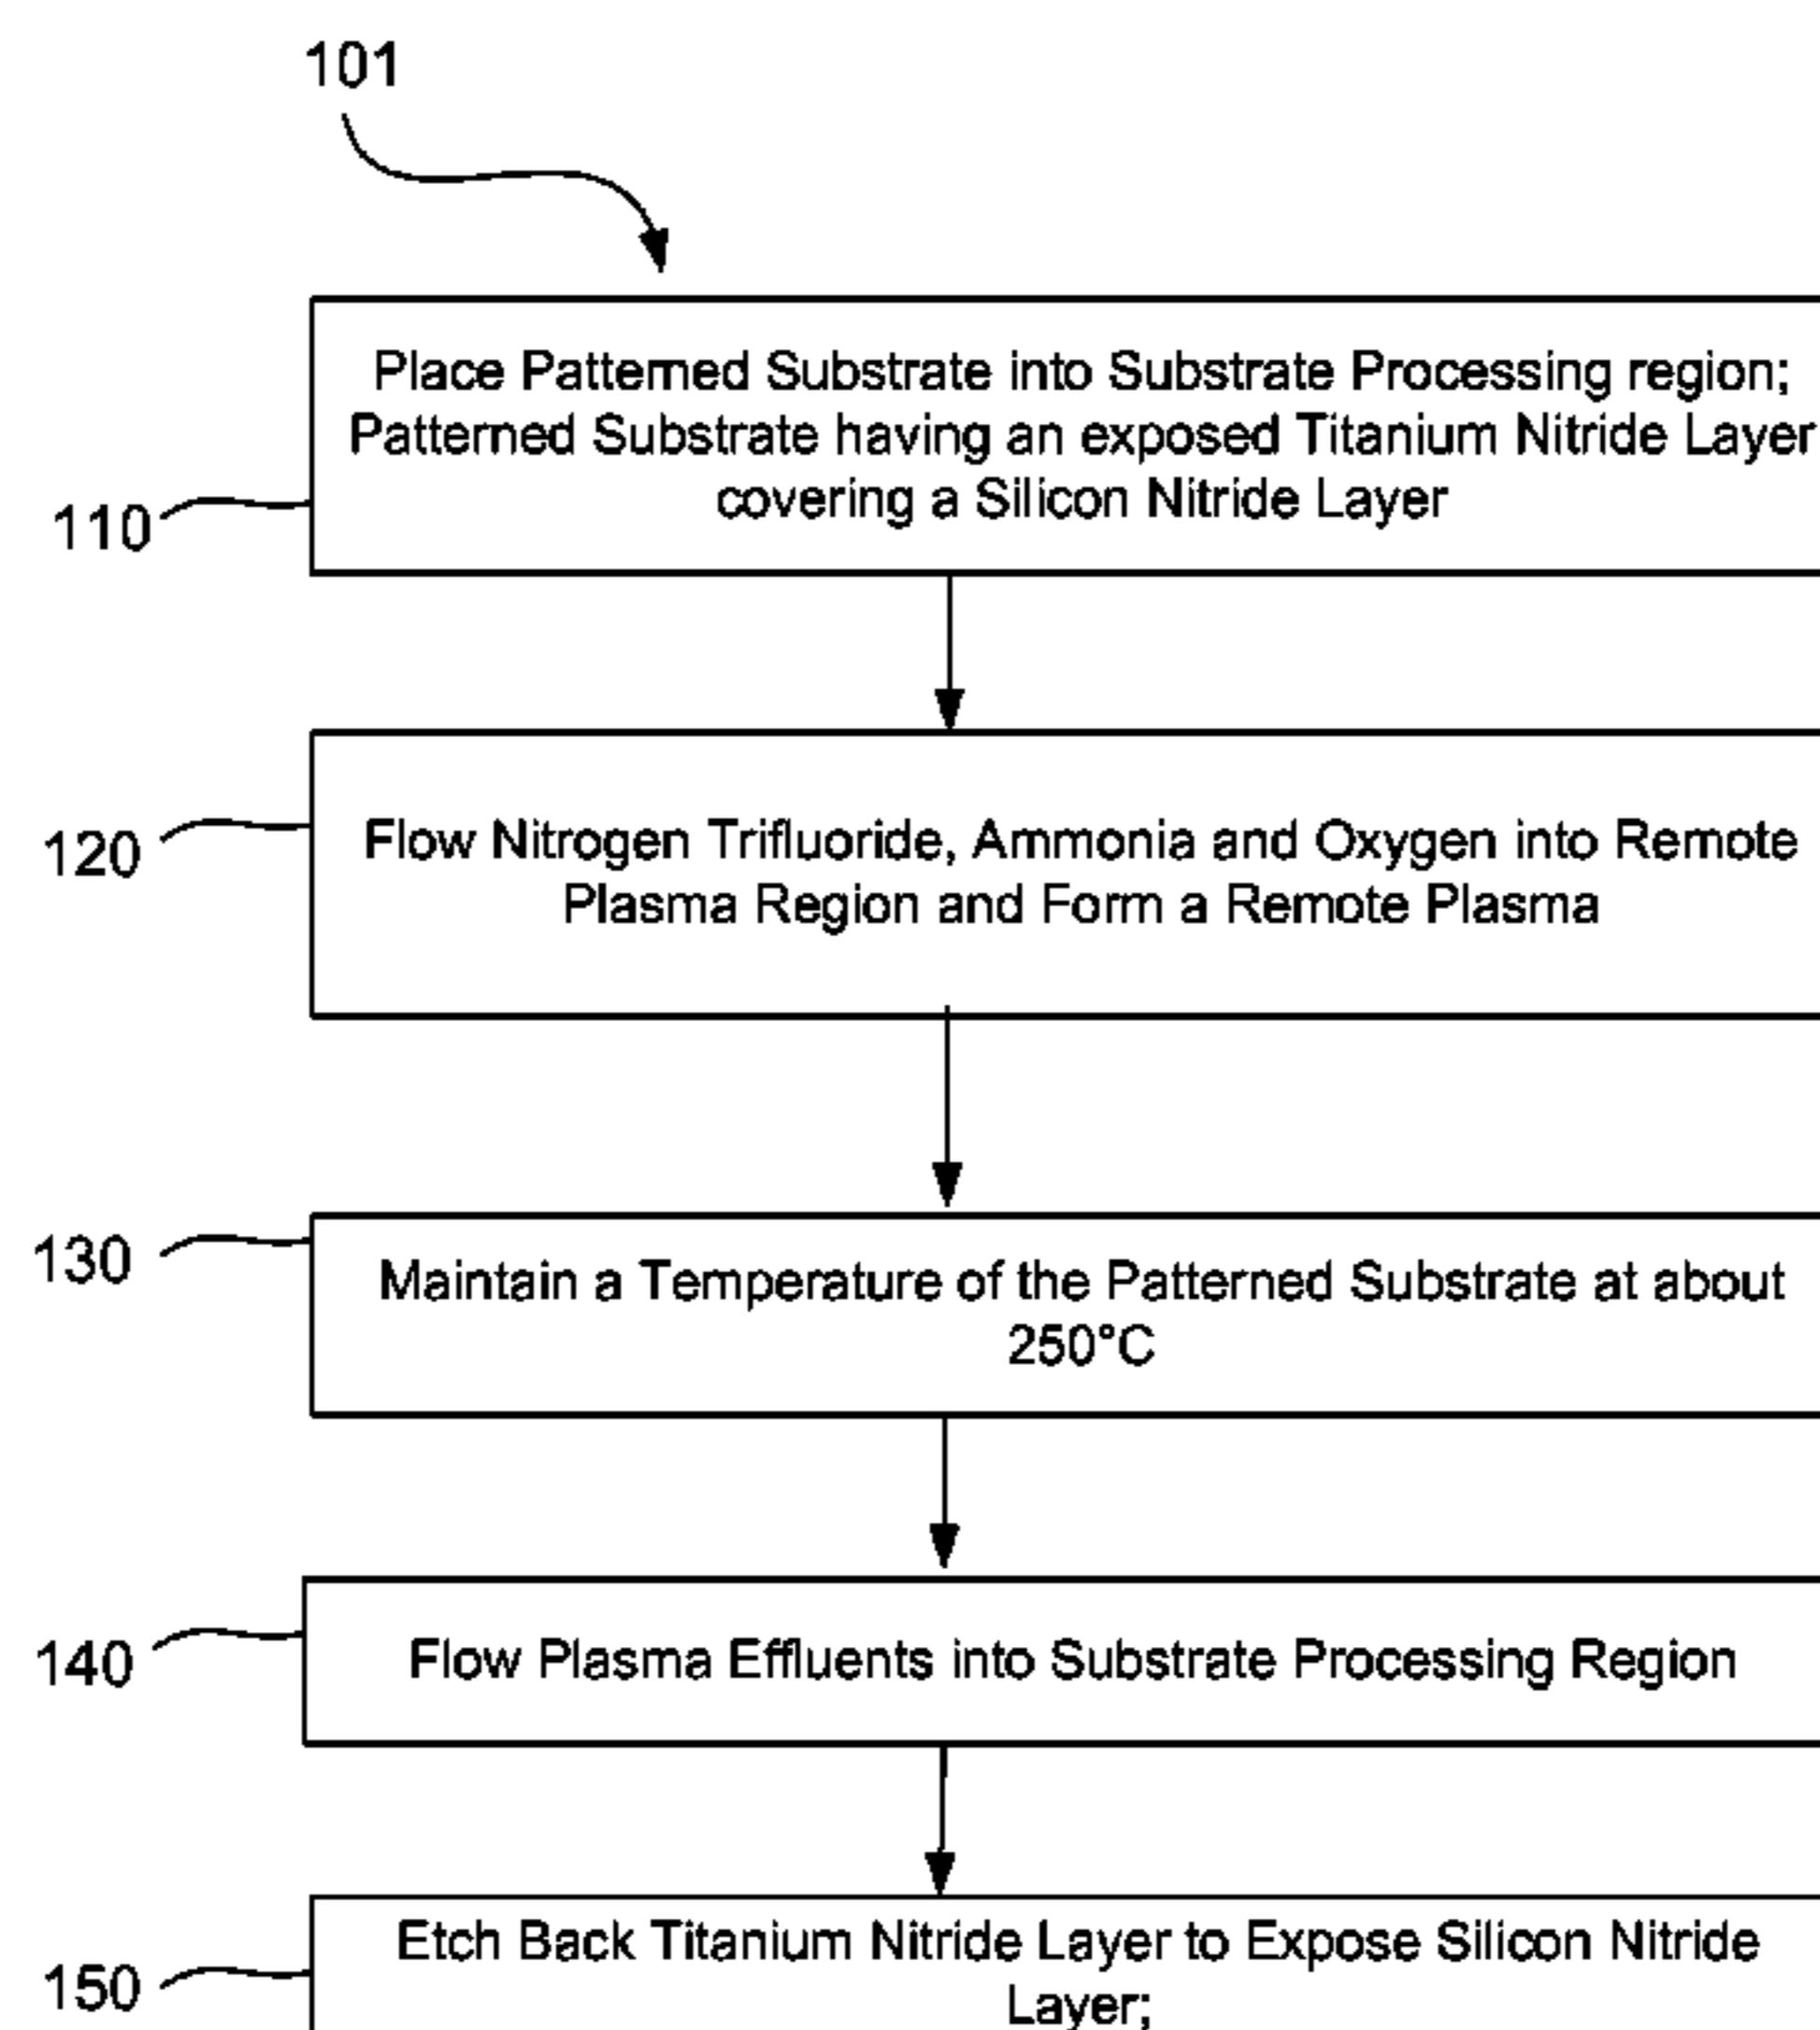 101
Place Patterned Substrate into Substrate Processing region;
Patterned Substrate having an exposed Titanium Nitride Layer
covering a Silicon Nitride Layer
110
120
Flow Nitrogen Trifluoride, Ammonia and Oxygen into Remote
Plasma Region and Form a Remote Plasma
130
Maintain a Temperature of the Patterned Substrate at about
250°C
140
Flow Plasma Effluents into Substrate Processing Region
150
Etch Back Titanium Nitride Layer to Expose Silicon Nitride
Layer;